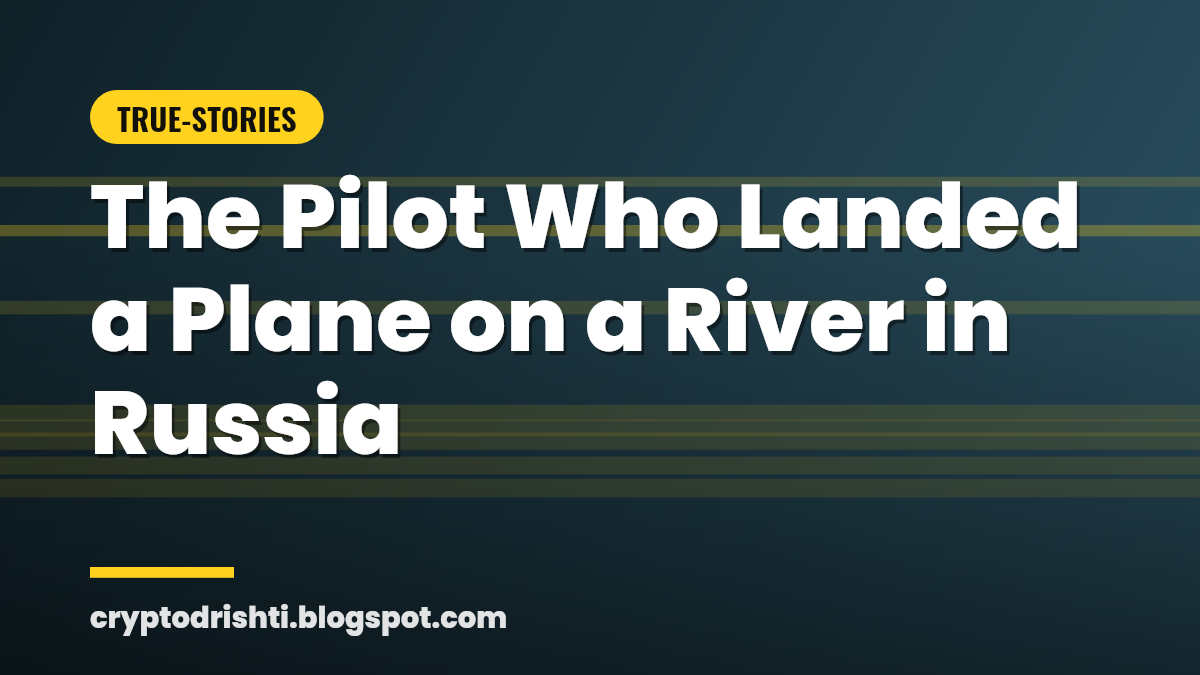 TRUE-STORIES
The Pilot Who Landed
a Plane on a River in
Russia
cryptodrishti.blogspot.com